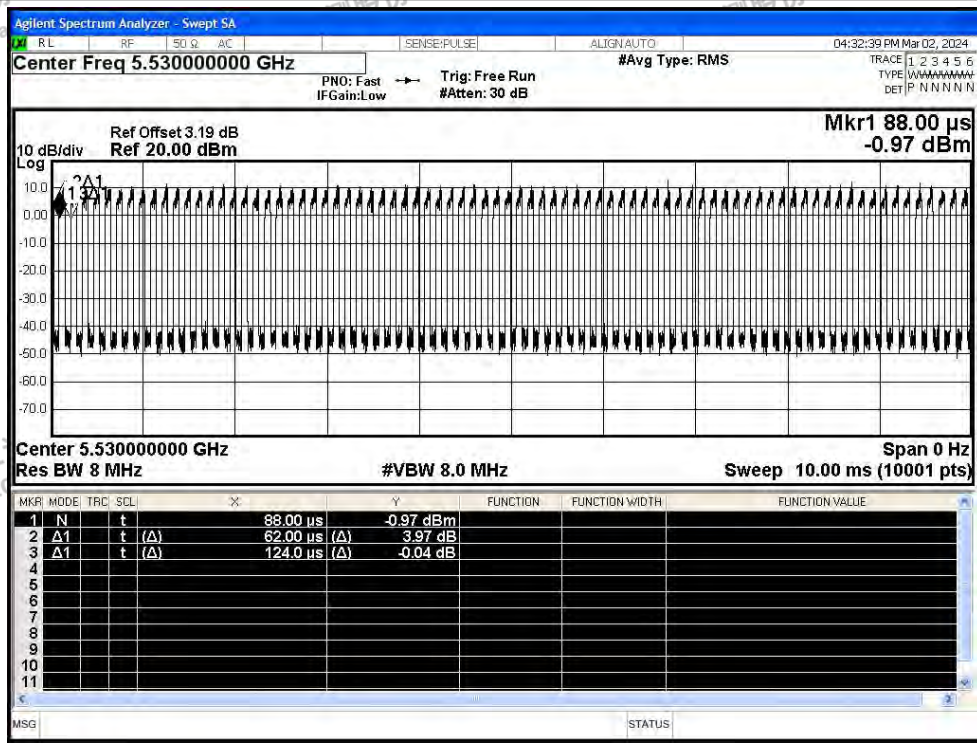 Agilent Spectrum Analyzer - Swept SA
RL RF 50 Ω AC SENSE:PULSE ALIGNAUTO 04:32:39 PM Mar 02, 2024
Center Freq 5.530000000 GHz #Avg Type: RMS TRACE 1 2 3 4 5 6
PNO: Fast Trig: Free Run TYPE
IFGain:Low #Atten: 30 dB DET P N N N N N
Mkr1 88.00 µs
Ref Offset 3.19 dB
10 dB/div Ref 20.00 dBm -0.97 dBm
Log
10.0
0.00
-10.0
-20.0
-30.0
-40.0
-50.0
-60.0
-70.0
Center 5.530000000 GHz Span 0 Hz
Res BW 8 MHz #VBW 8.0 MHz Sweep 10.00 ms (10001 pts)
MKR MODE TRC SCL X Y FUNCTION FUNCTION WIDTH FUNCTION VALUE
1 N t 88.00 µs -0.97 dBm
2 Δ1 t (Δ) 62.00 µs (Δ) 3.97 dB
3 Δ1 t (Δ) 124.0 µs (Δ) -0.04 dB
4
5
6
7
8
9
10
11
MSG STATUS